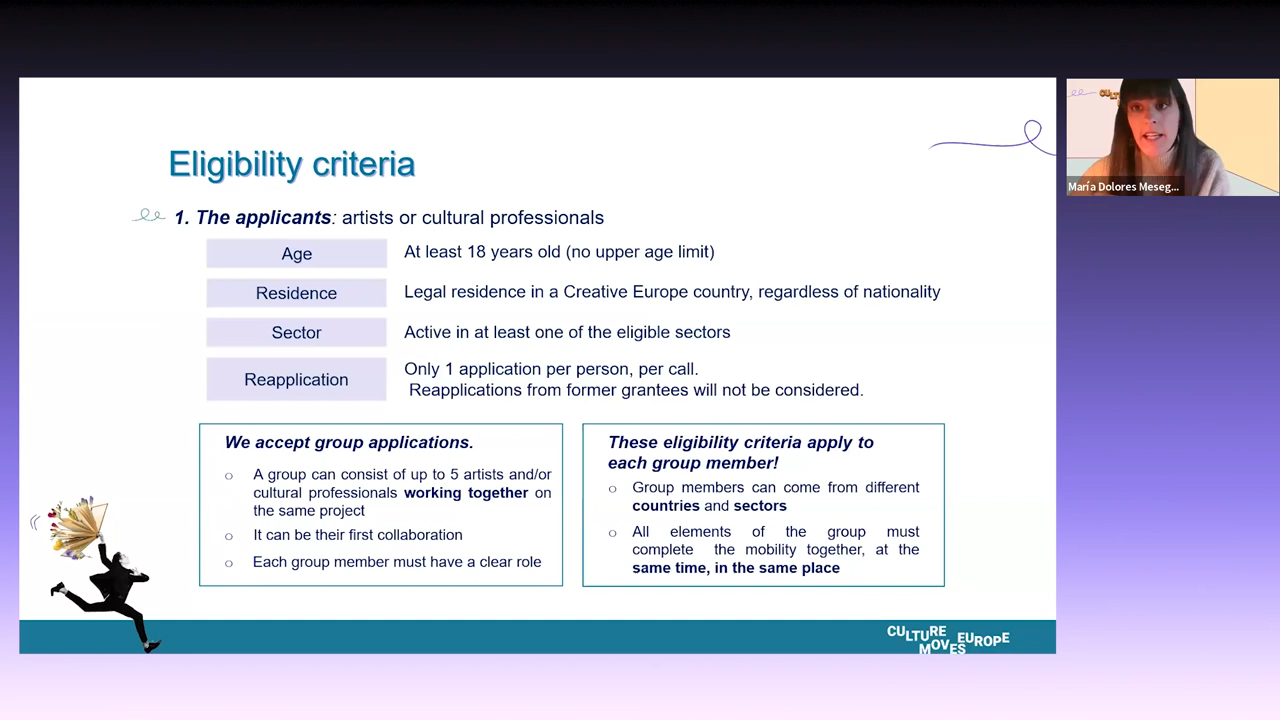 Eligibility criteria
1. The applicants: artists or cultural professionals
Age
At least 18 years old (no upper age limit)
Residence
Legal residence in a Creative Europe country, regardless of nationality
Sector
Active in at least one of the eligible sectors
Reapplication
Only 1 application per person, per call.
Reapplications from former grantees will not be considered.
We accept group applications.
o A group can consist of up to 5 artists and/or
cultural professionals working together on
the same project
o It can be their first collaboration
o Each group member must have a clear role
These eligibility criteria apply to
each group member!
o Group members can come from different
countries and sectors
o All elements of the group must
complete the mobility together, at the
same time, in the same place
CULTURE
MOVES EUROPE
CULT
María Dolores Meseg...